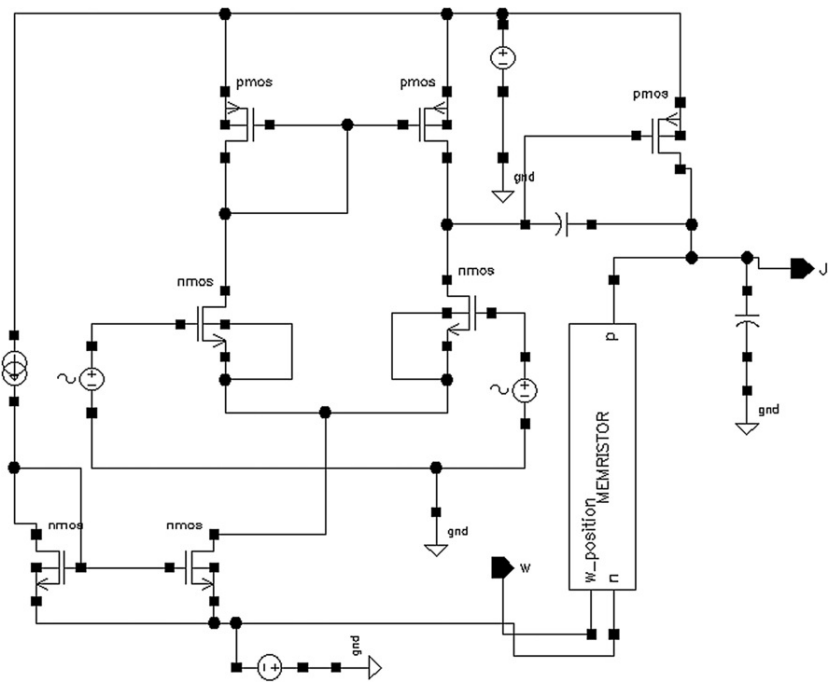 pmos
pmos
pmos
gnd
nmos
nmos
J
p
gnd
MEMRISTOR
nmos
nmos
gnd
w_position
n
w
gnd